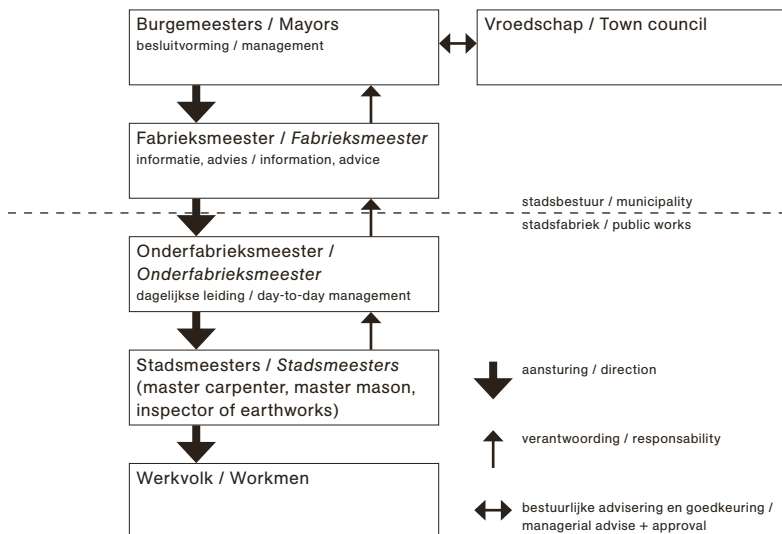 Burgemeesters / Mayors
besluitvorming / management
Vroedschap / Town council
Fabrieksmeester / Fabrieksmeester
informatie, advies / information, advice
stadsbestuur / municipality
stadsfabriek / public works
Onderfabrieksmeester /
Onderfabrieksmeester
dagelijkse leiding / day-to-day management
Stadsmeesters / Stadsmeesters
(master carpenter, master mason,
inspector of earthworks)
Werkvolk / Workmen
aansturing / direction
verantwoording / responsability
bestuurlijke advisering en goedkeuring /
managerial advise + approval